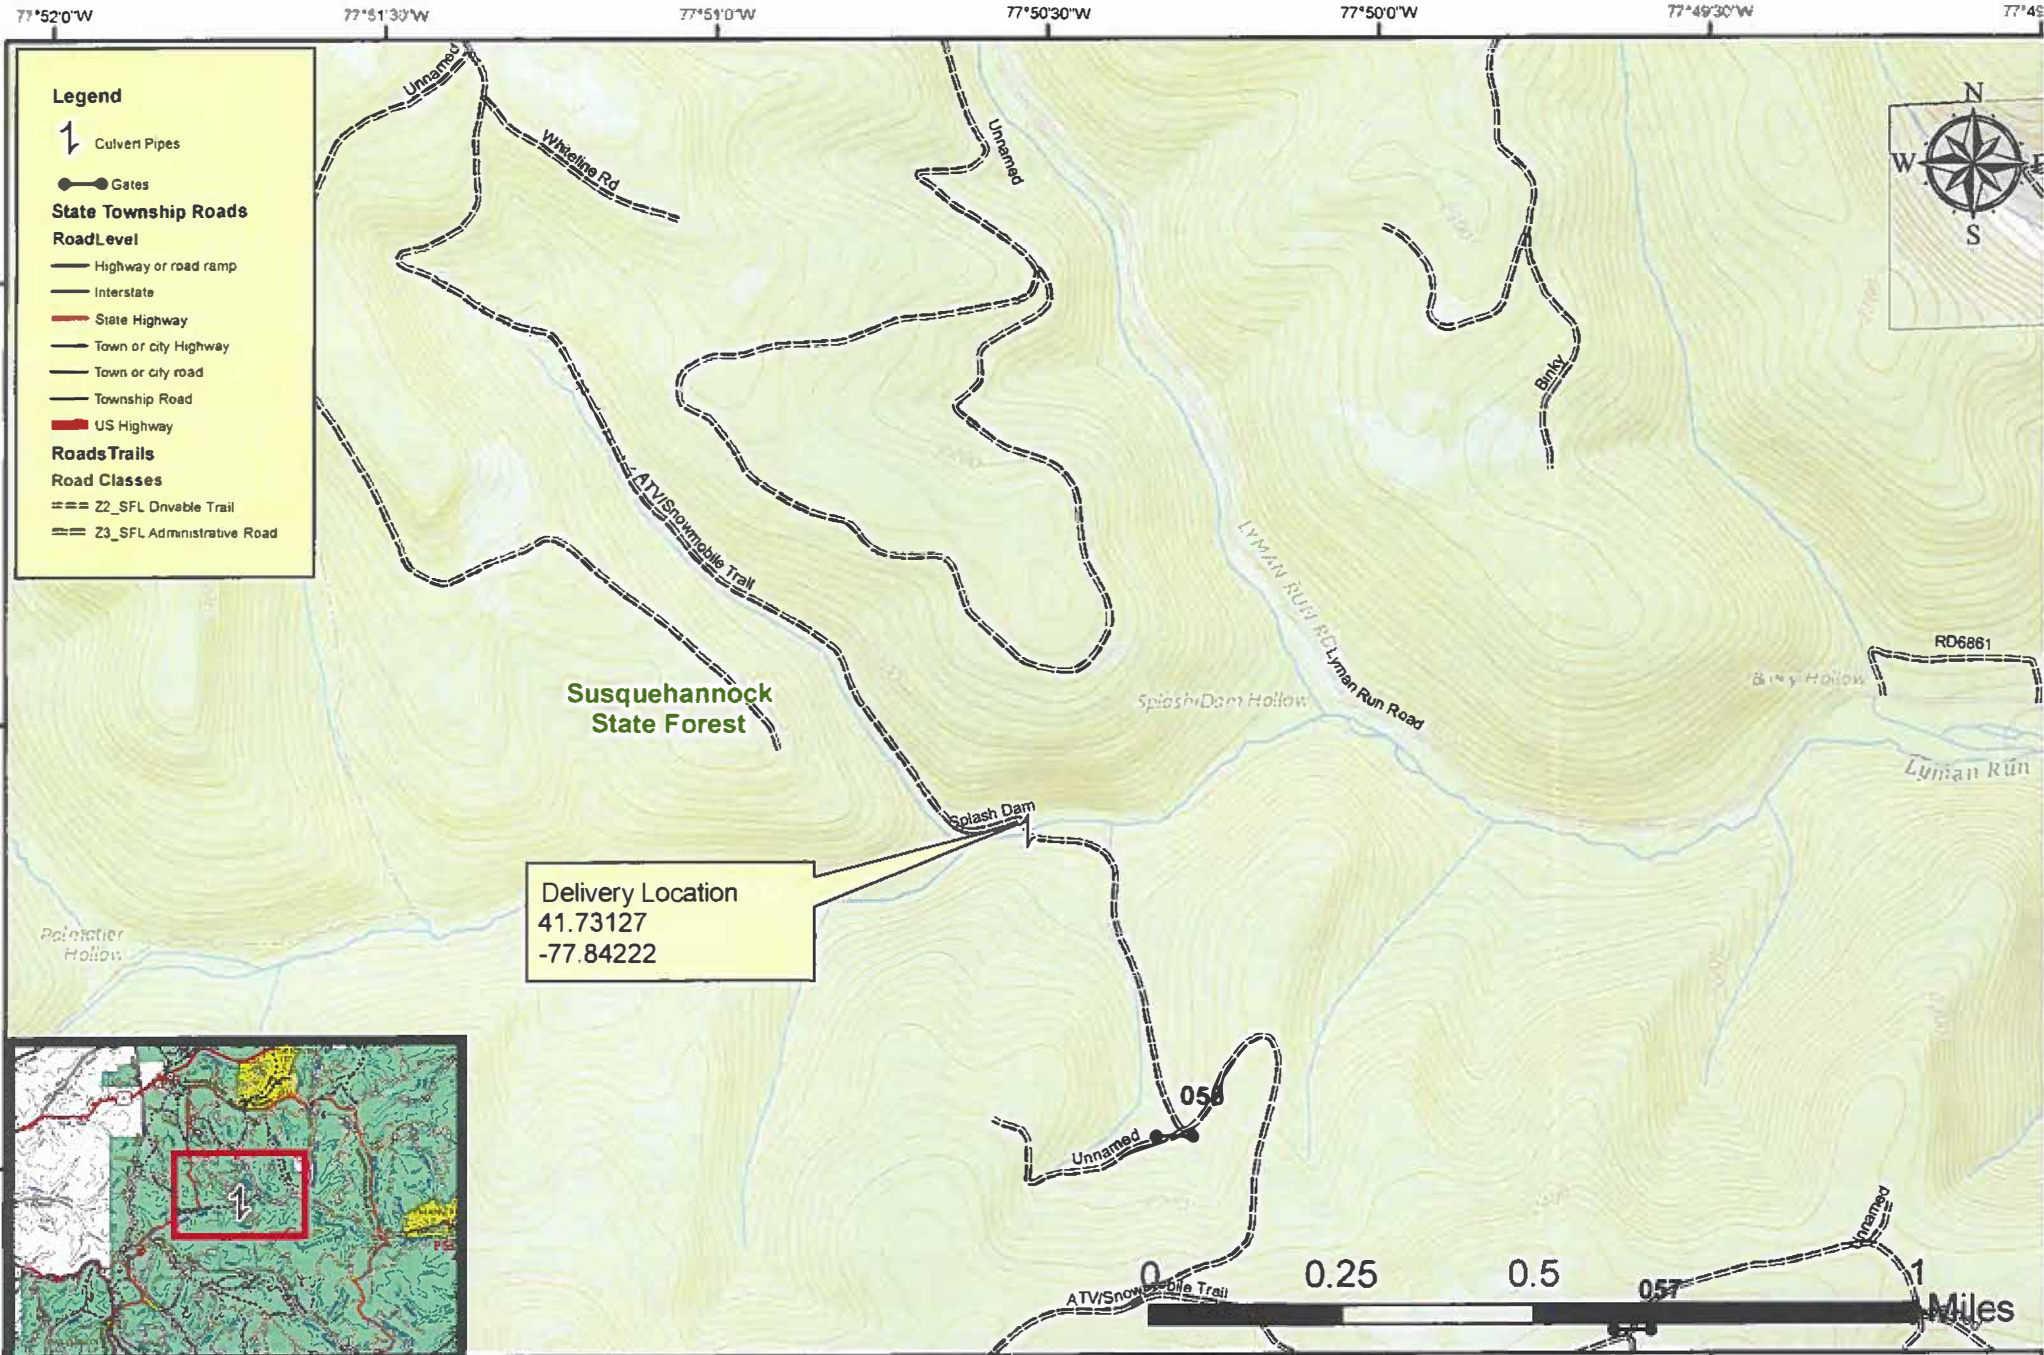 77°52'0"W
77°51'30"W
77°51'0"W
77°50'30"W
77°50'0"W
77°49'30"W
Legend
Culvert Pipes
Gates
State Township Roads
RoadLevel
Highway or road ramp
Interstate
State Highway
Town or city Highway
Town or city road
Township Road
US Highway
RoadsTrails
Road Classes
Z2_SFL Drivable Trail
Z3_SFL Administrative Road
N
W
S
Unnamed
Whiteline Rd
Unnamed
Binky
ATV/Snowmobile Trail
LYMAN RUN RD
Lyman Run Road
RD6861
Binky Hollow
Splash Dam Hollow
Lyman Run
Susquehannock
State Forest
Splash Dam
Delivery Location
41.73127
-77.84222
Palmatier
Hollow
Unnamed
ATV/Snowmobile Trail
057
0
0.25
0.5
1
Miles